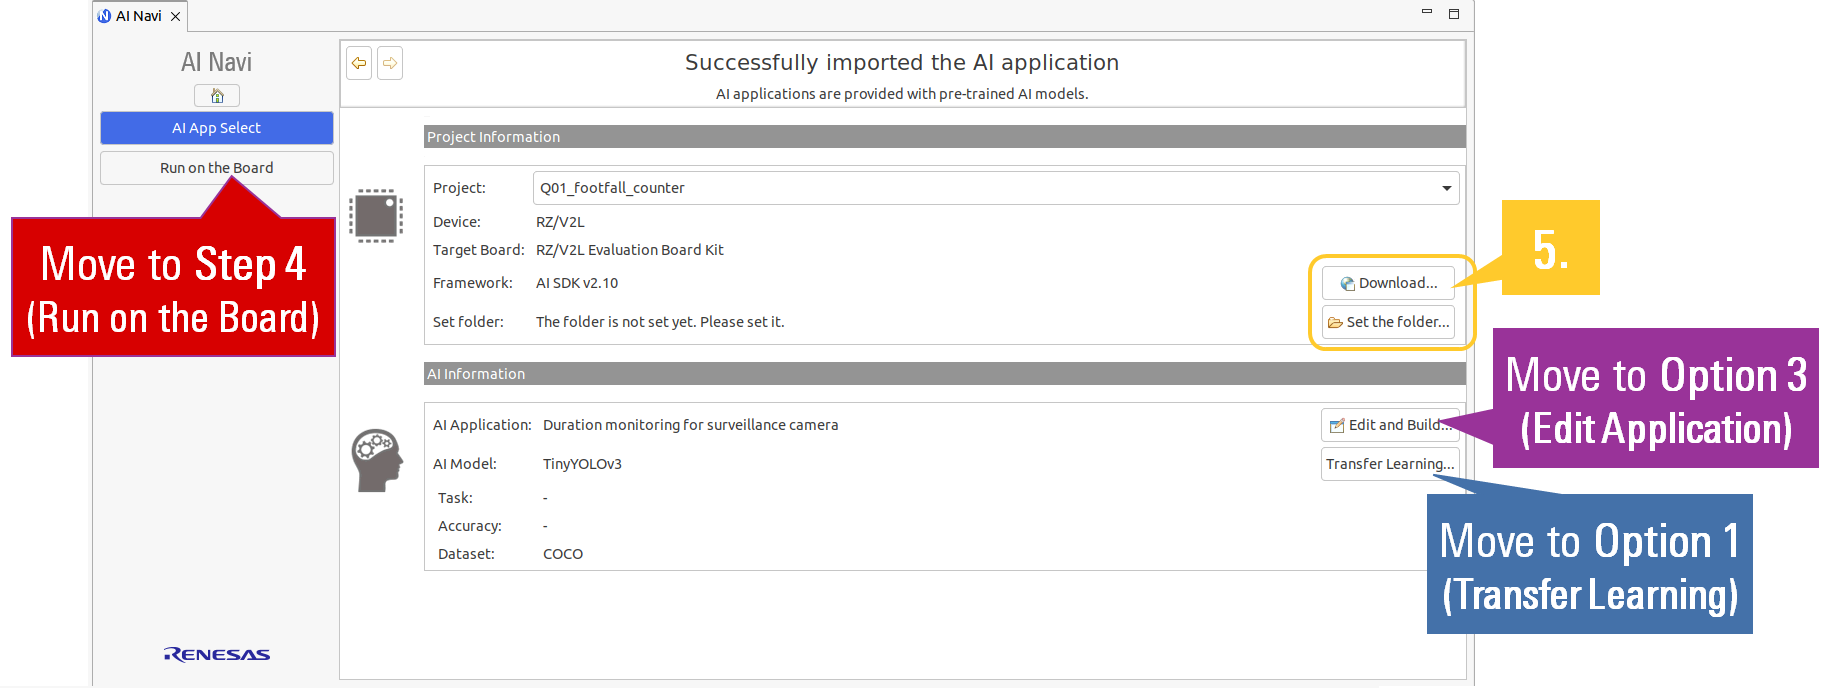 AI Navi
AI Navi
AI App Select
Run on the Board
Move to Step 4
(Run on the Board)
RENESAS
Successfully imported the AI application
AI applications are provided with pre-trained AI models.
Project Information
Project: Q01_footfall_counter
Device: RZ/V2L
Target Board: RZ/V2L Evaluation Board Kit
Framework: AI SDK v2.10 Download...
Set folder: The folder is not set yet. Please set it. Set the folder...
5.
AI Information
AI Application: Duration monitoring for surveillance camera Edit and Build...
AI Model: TinyYOLOv3 Transfer Learning...
Task: -
Accuracy: -
Dataset: COCO
Move to Option 3
(Edit Application)
Move to Option 1
(Transfer Learning)